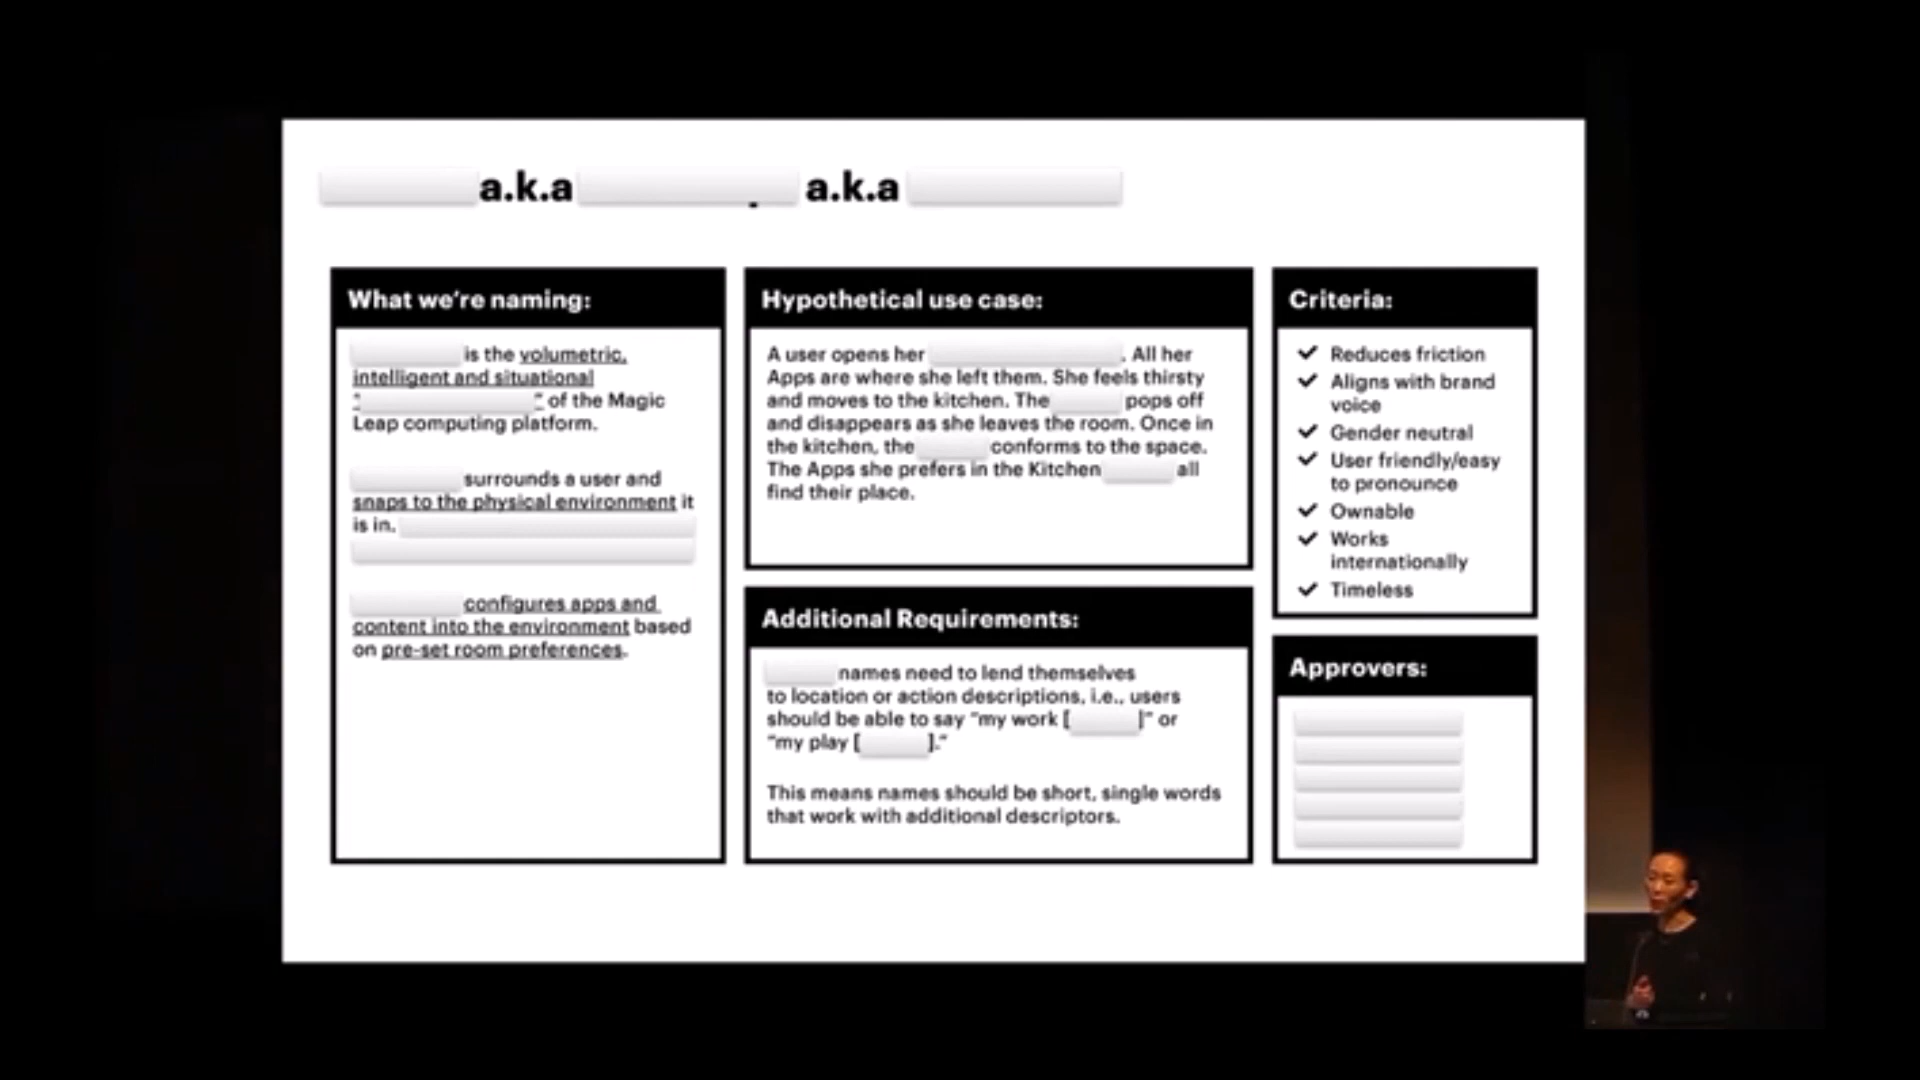 a.k.a a.k.a
What we're naming:
is the volumetric,
intelligent and situational
" " of the Magic
Leap computing platform.
surrounds a user and
snaps to the physical environment it
is in.
configures apps and
content into the environment based
on pre-set room preferences.
Hypothetical use case:
A user opens her . All her
Apps are where she left them. She feels thirsty
and moves to the kitchen. The pops off
and disappears as she leaves the room. Once in
the kitchen, the conforms to the space.
The Apps she prefers in the Kitchen all
find their place.
Additional Requirements:
names need to lend themselves
to location or action descriptions, i.e., users
should be able to say "my work [ ]" or
"my play [ ]."
This means names should be short, single words
that work with additional descriptors.
Criteria:
✓ Reduces friction
✓ Aligns with brand
voice
✓ Gender neutral
✓ User friendly/easy
to pronounce
✓ Ownable
✓ Works
internationally
✓ Timeless
Approvers: